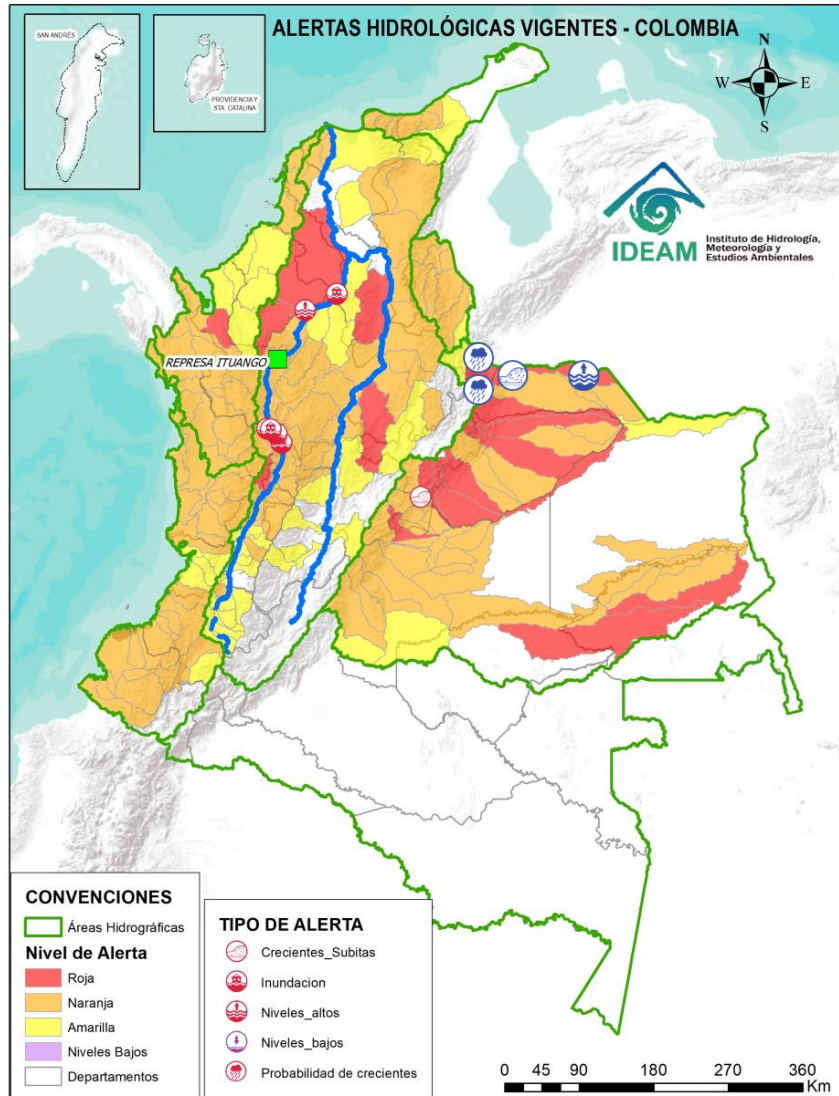 ALERTAS HIDROLÓGICAS VIGENTES - COLOMBIA
SAN ANDRÉS
PROVIDENCIA Y
STA. CATALINA
N
W
E
S
IDEAM
Instituto de Hidrología,
Meteorología y
Estudios Ambientales
REPRESA ITUANGO
CONVENCIONES
Áreas Hidrográficas
Nivel de Alerta
Roja
Naranja
Amarilla
Niveles Bajos
Departamentos
TIPO DE ALERTA
Crecientes_Subitas
Inundacion
Niveles_altos
Niveles_bajos
Probabilidad de crecientes
0 45 90 180 270 360
Km